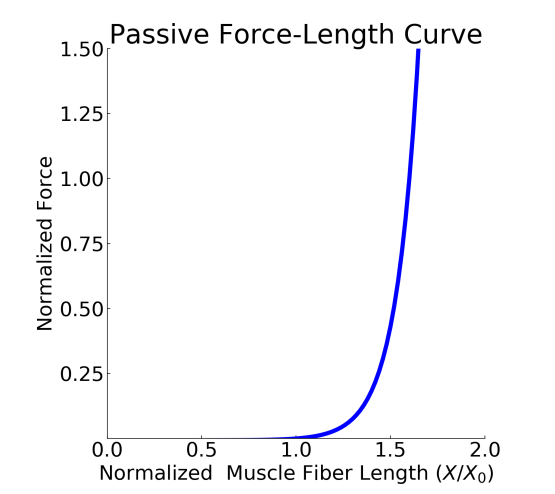 Passive Force-Length Curve
1.50
1.25
1.00
0.75
0.50
0.25
Normalized Force
0.0 0.5 1.0 1.5 2.0
Normalized  Muscle Fiber Length (X/X₀)